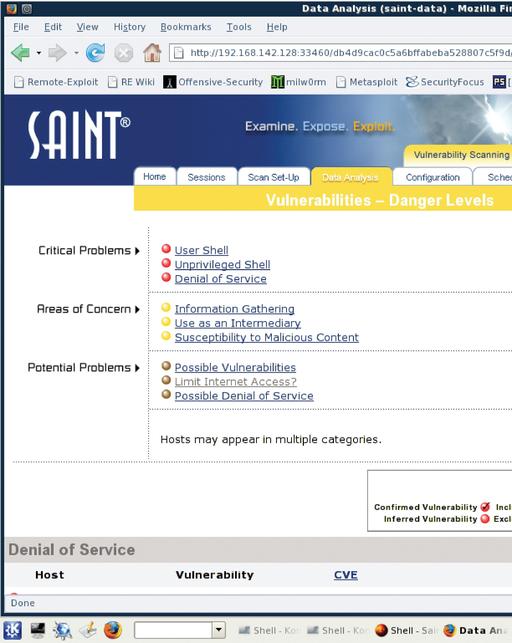 Data Analysis (saint-data) - Mozilla Fi
File Edit View History Bookmarks Tools Help
http://192.168.142.128:33460/db4d9cac0c5a6bffabeba528807c5f9d/
Remote-Exploit RE Wiki Offensive-Security milw0rm Metasploit SecurityFocus PS [
SAINT®
Examine. Expose. Exploit.
Vulnerability Scanning
Home Sessions Scan Set-Up Data Analysis Configuration Sched
Vulnerabilities – Danger Levels
Critical Problems
User Shell
Unprivileged Shell
Denial of Service
Areas of Concern
Information Gathering
Use as an Intermediary
Susceptibility to Malicious Content
Potential Problems
Possible Vulnerabilities
Limit Internet Access?
Possible Denial of Service
Hosts may appear in multiple categories.
Confirmed Vulnerability Incl
Inferred Vulnerability Excl
Denial of Service
Host Vulnerability CVE
Done
Shell - Kon Shell - Kon Shell - Sai Data An